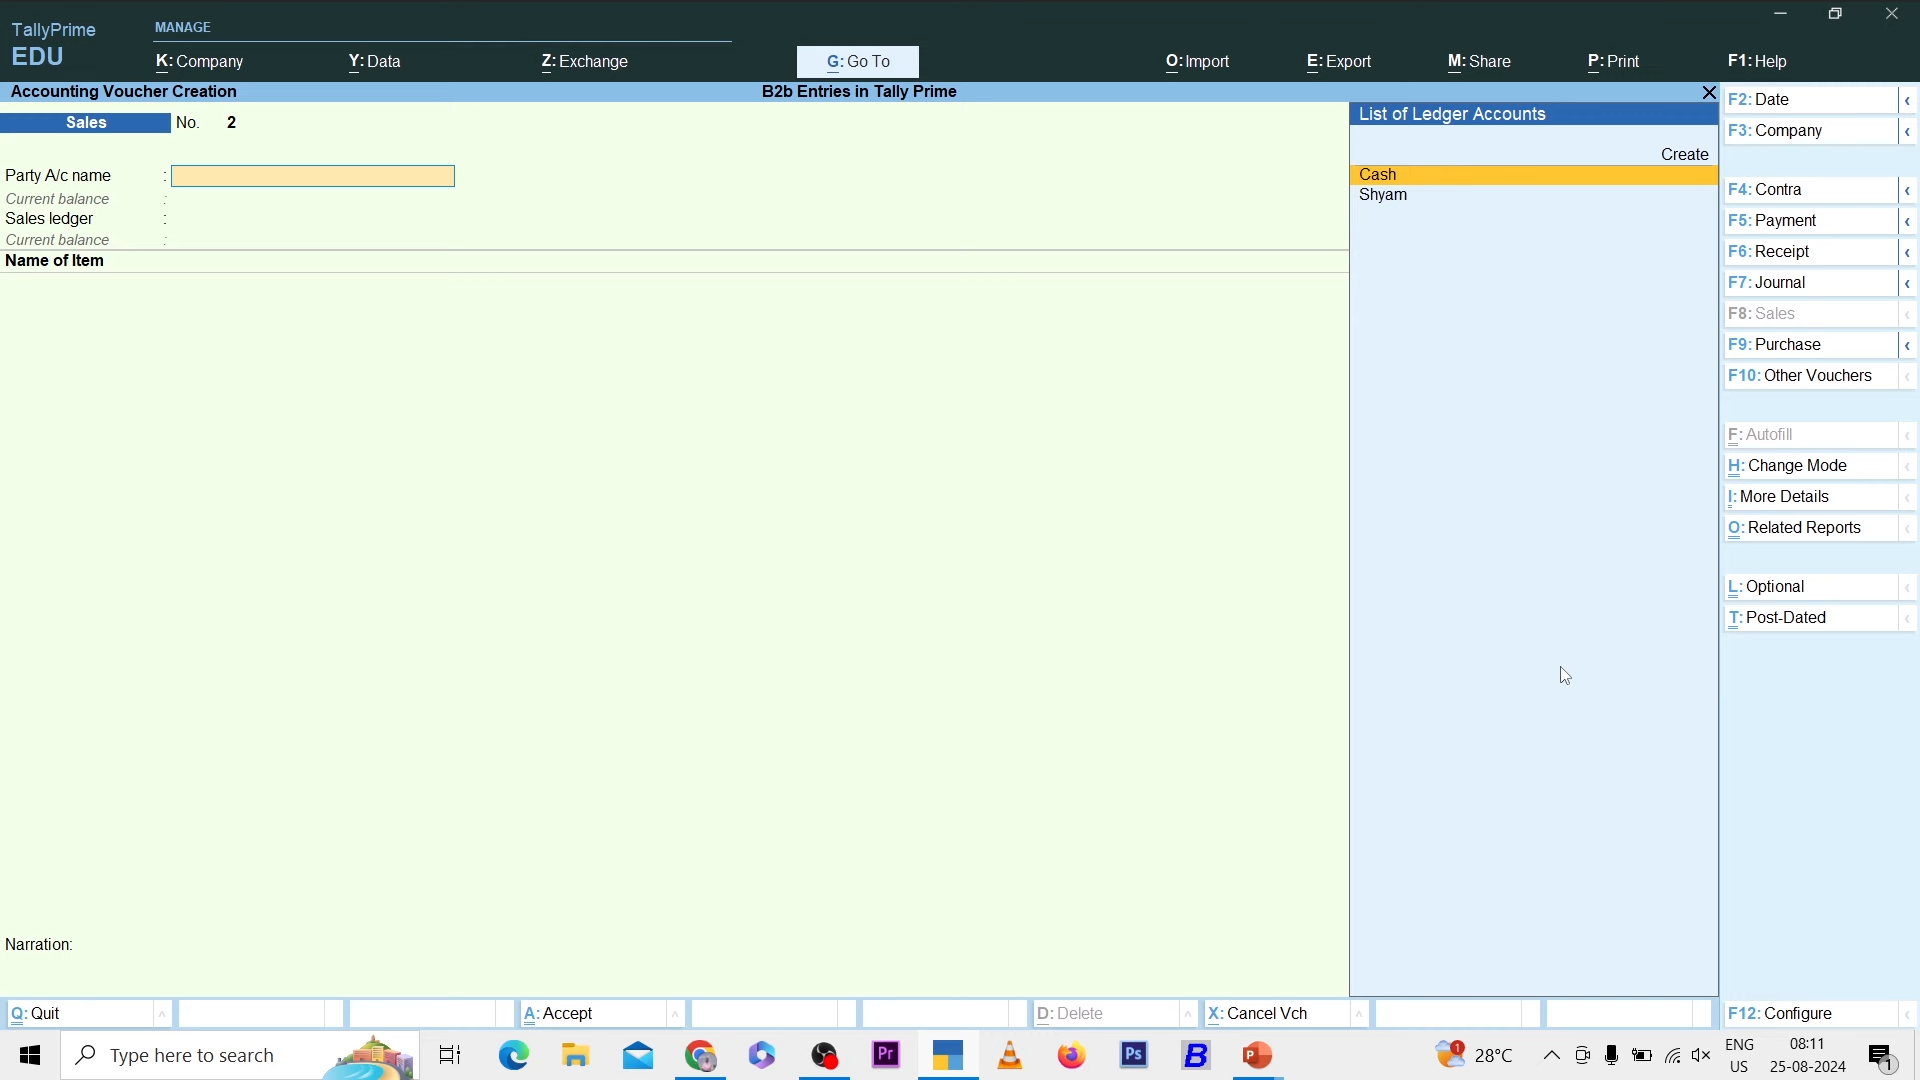 TallyPrime
EDU
MANAGE
K: Company
Y: Data
Z: Exchange
G: Go To
O: Import
E: Export
M: Share
P: Print
F1: Help
Accounting Voucher Creation
B2b Entries in Tally Prime
Sales No. 2
Party A/c name :
Current balance :
Sales ledger :
Current balance :
Name of Item
Narration:
List of Ledger Accounts
Create
Cash
Shyam
F2: Date
F3: Company
F4: Contra
F5: Payment
F6: Receipt
F7: Journal
F8: Sales
F9: Purchase
F10: Other Vouchers
F: Autofill
H: Change Mode
I: More Details
O: Related Reports
L: Optional
T: Post-Dated
F12: Configure
Q: Quit
A: Accept
D: Delete
X: Cancel Vch
Type here to search
Pr
Ps
B
P
1
28°C
ENG
US
08:11
25-08-2024
1